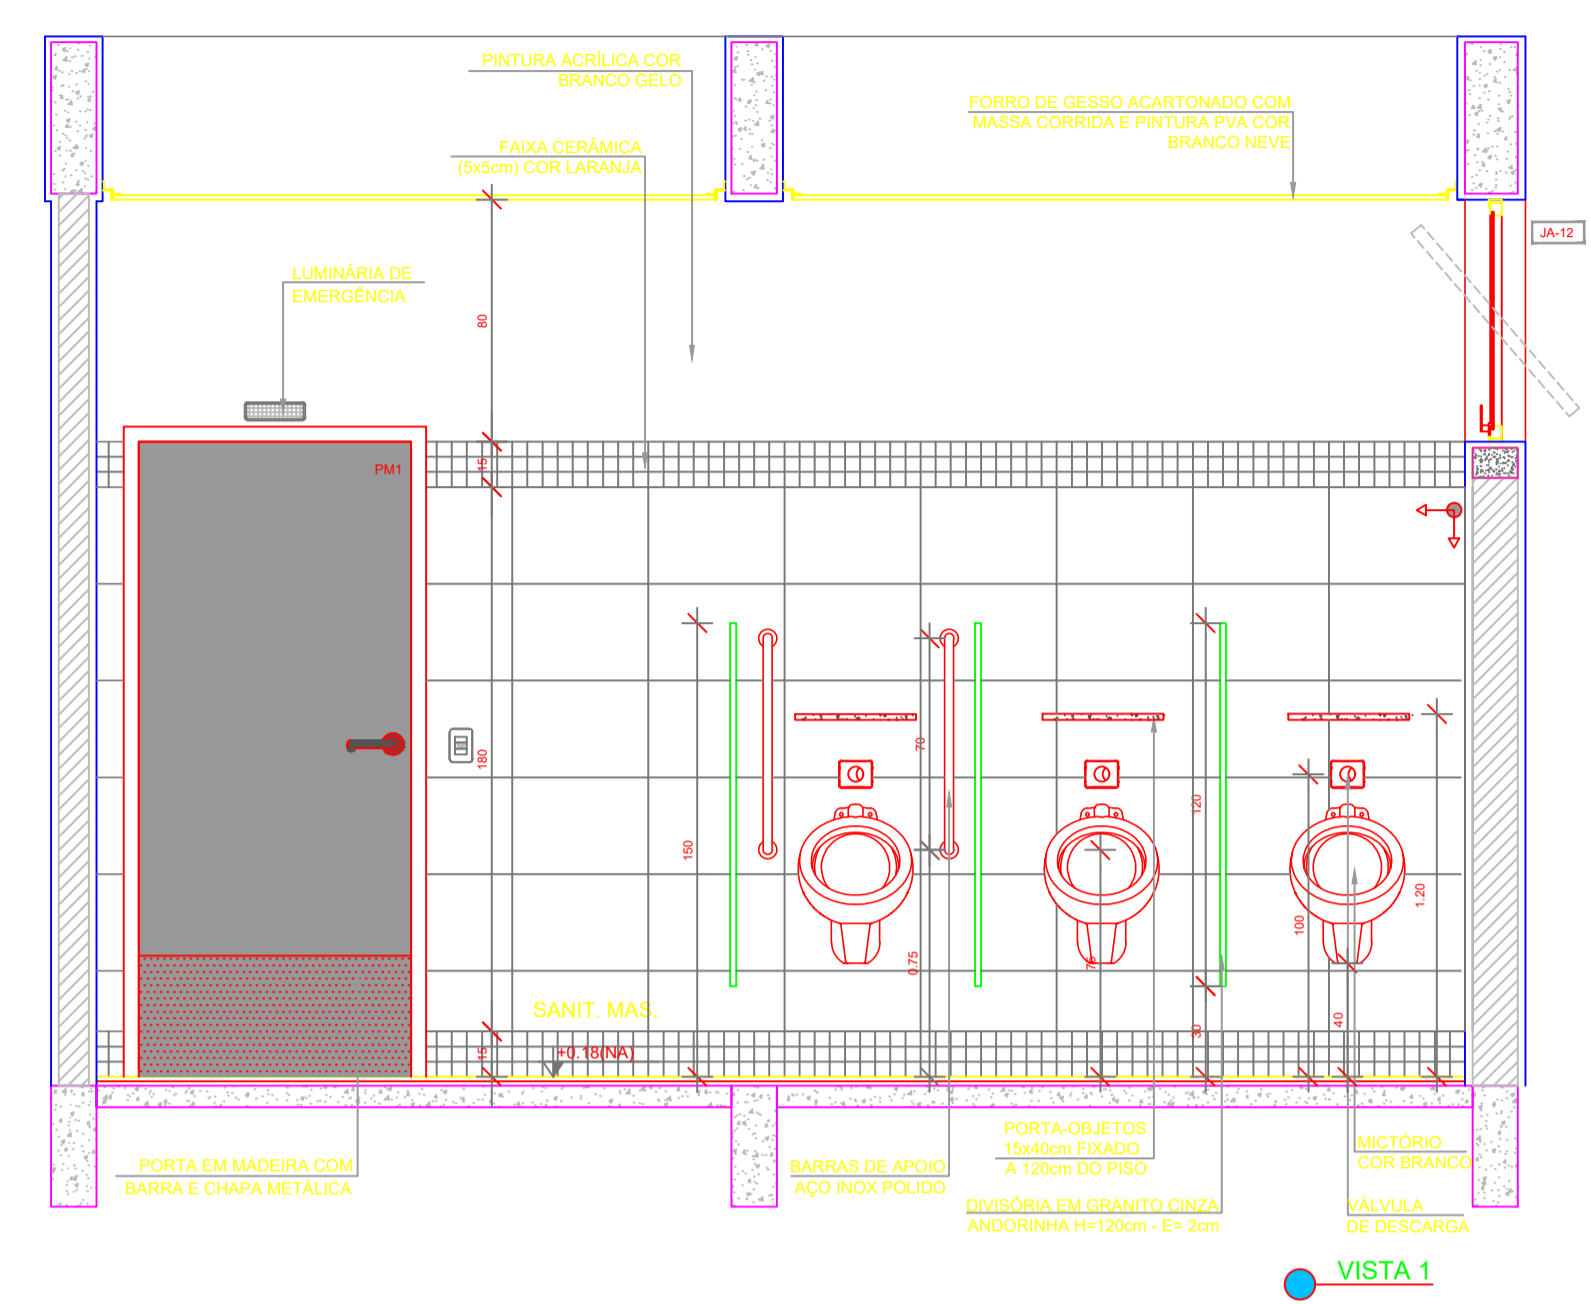 PINTURA ACRÍLICA COR
BRANCO GELO
FORRO DE GESSO ACARTONADO COM
MASSA CORRIDA E PINTURA PVA COR
BRANCO NEVE
FAIXA CERÂMICA
(5x5cm) COR LARANJA
JA-12
LUMINÁRIA DE
EMERGÊNCIA
80
15
PM1
180
70
120
150
1.20
100
0.75
75
40
30
SANIT. MAS.
+0.18(NA)
15
PORTA EM MADEIRA COM
BARRA E CHAPA METÁLICA
BARRAS DE APOIO
AÇO INOX POLIDO
PORTA-OBJETOS
15x40cm FIXADO
A 120cm DO PISO
DIVISÓRIA EM GRANITO CINZA
ANDORINHA H=120cm - E= 2cm
MICTÓRIO
COR BRANCO
VÁLVULA
DE DESCARGA
VISTA 1